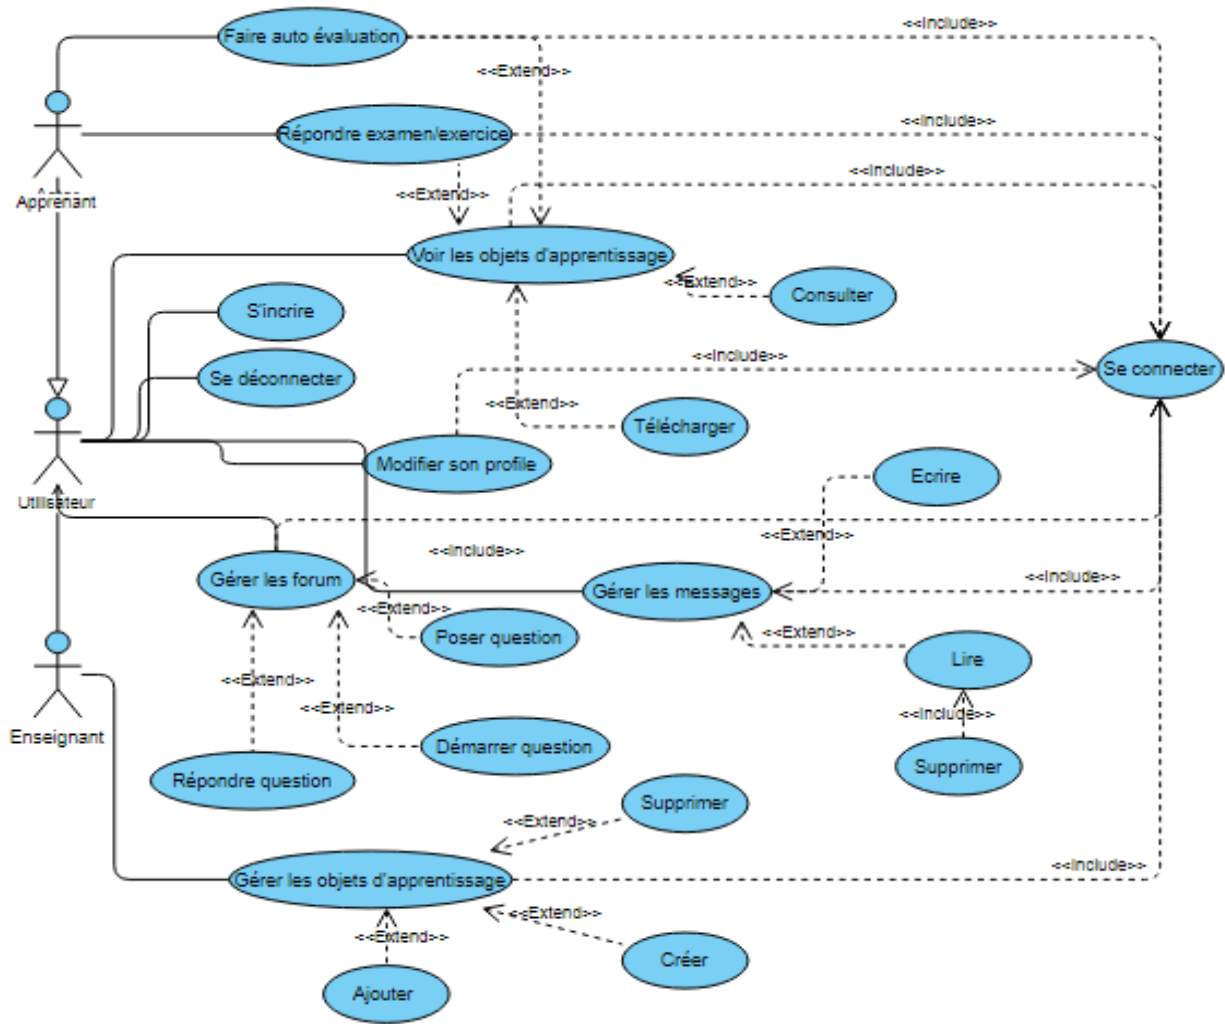 Faire auto évaluation
<<Include>>
<<Extend>>
Répondre examen/exercice
<<Include>>
<<Include>>
<<Extend>>
Apprenant
Voir les objets d'apprentissage
<<Extend>>
Consulter
S'incrire
<<Include>>
Se connecter
Se déconnecter
<<Extend>>
Télécharger
Modifier son profile
Ecrire
Utilisateur
<<Extend>>
<<Include>>
Gérer les forum
Gérer les messages
<<Include>>
<<Extend>>
Poser question
<<Extend>>
Lire
<<Extend>>
<<Extend>>
<<Include>>
Enseignant
Démarrer question
Répondre question
Supprimer
Supprimer
<<Extend>>
<<Include>>
Gérer les objets d'apprentissage
<<Extend>>
<<Extend>>
Créer
Ajouter